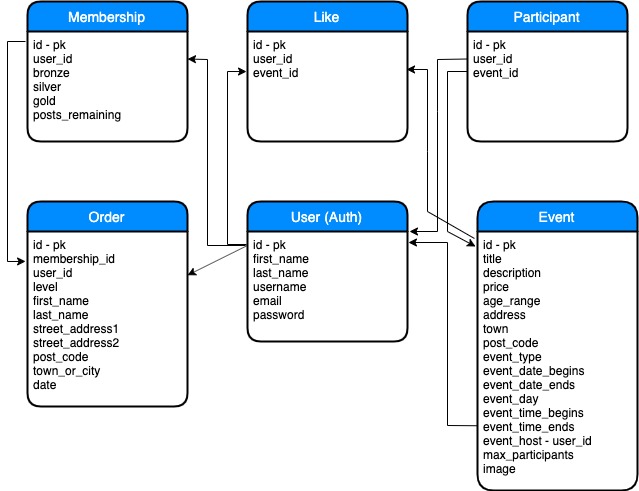 Membership
id - pk
user_id
bronze
silver
gold
posts_remaining
Like
id - pk
user_id
event_id
Participant
id - pk
user_id
event_id
Order
id - pk
membership_id
user_id
level
first_name
last_name
street_address1
street_address2
post_code
town_or_city
date
User (Auth)
id - pk
first_name
last_name
username
email
password
Event
id - pk
title
description
price
age_range
address
town
post_code
event_type
event_date_begins
event_date_ends
event_day
event_time_begins
event_time_ends
event_host - user_id
max_participants
image